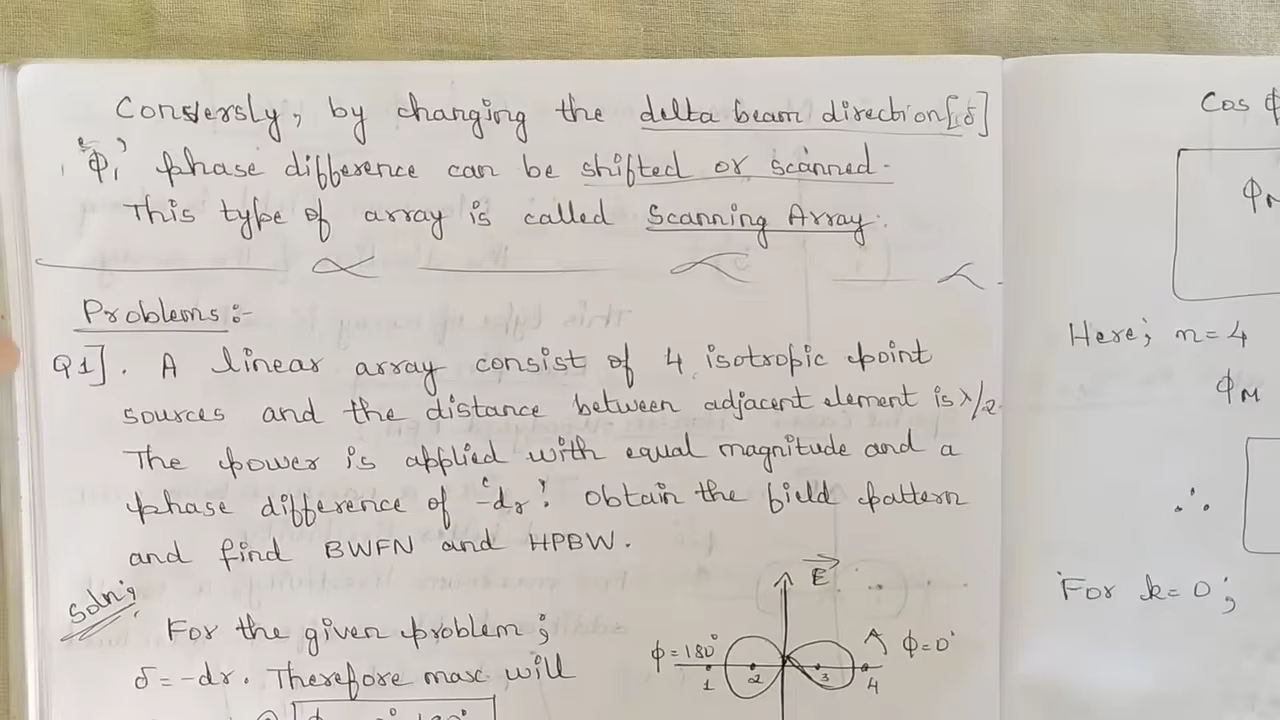 Conversly, by changing the delta beam direction[δ]
'ϕ,' phase difference can be shifted or scanned.
This type of array is called Scanning Array.
Problems:-
Q1]. A linear array consist of 4 isotropic point
sources and the distance between adjacent element is λ/2.
The power is applied with equal magnitude and a
phase difference of '-dr'. Obtain the field pattern
and find BWFN and HPBW.
Soln;
For the given problem;
δ = -dr. Therefore max will
E
ϕ=180° 1 2 3 4 ϕ=0°
Cos ϕ
Here; n=4
ϕM
∴
For k=0;